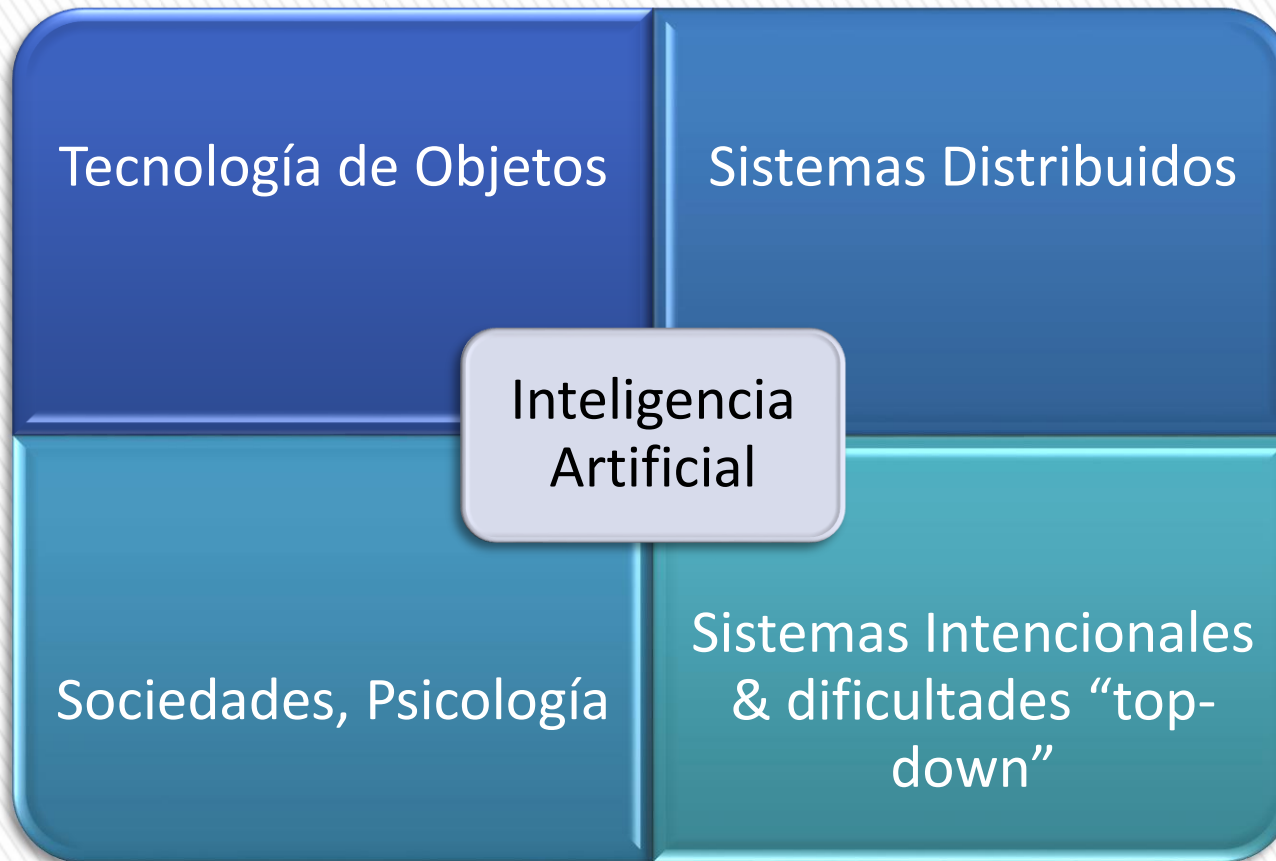 Tecnología de Objetos
Sistemas Distribuidos
Inteligencia
Artificial
Sociedades, Psicología
Sistemas Intencionales
& dificultades “top-
down”